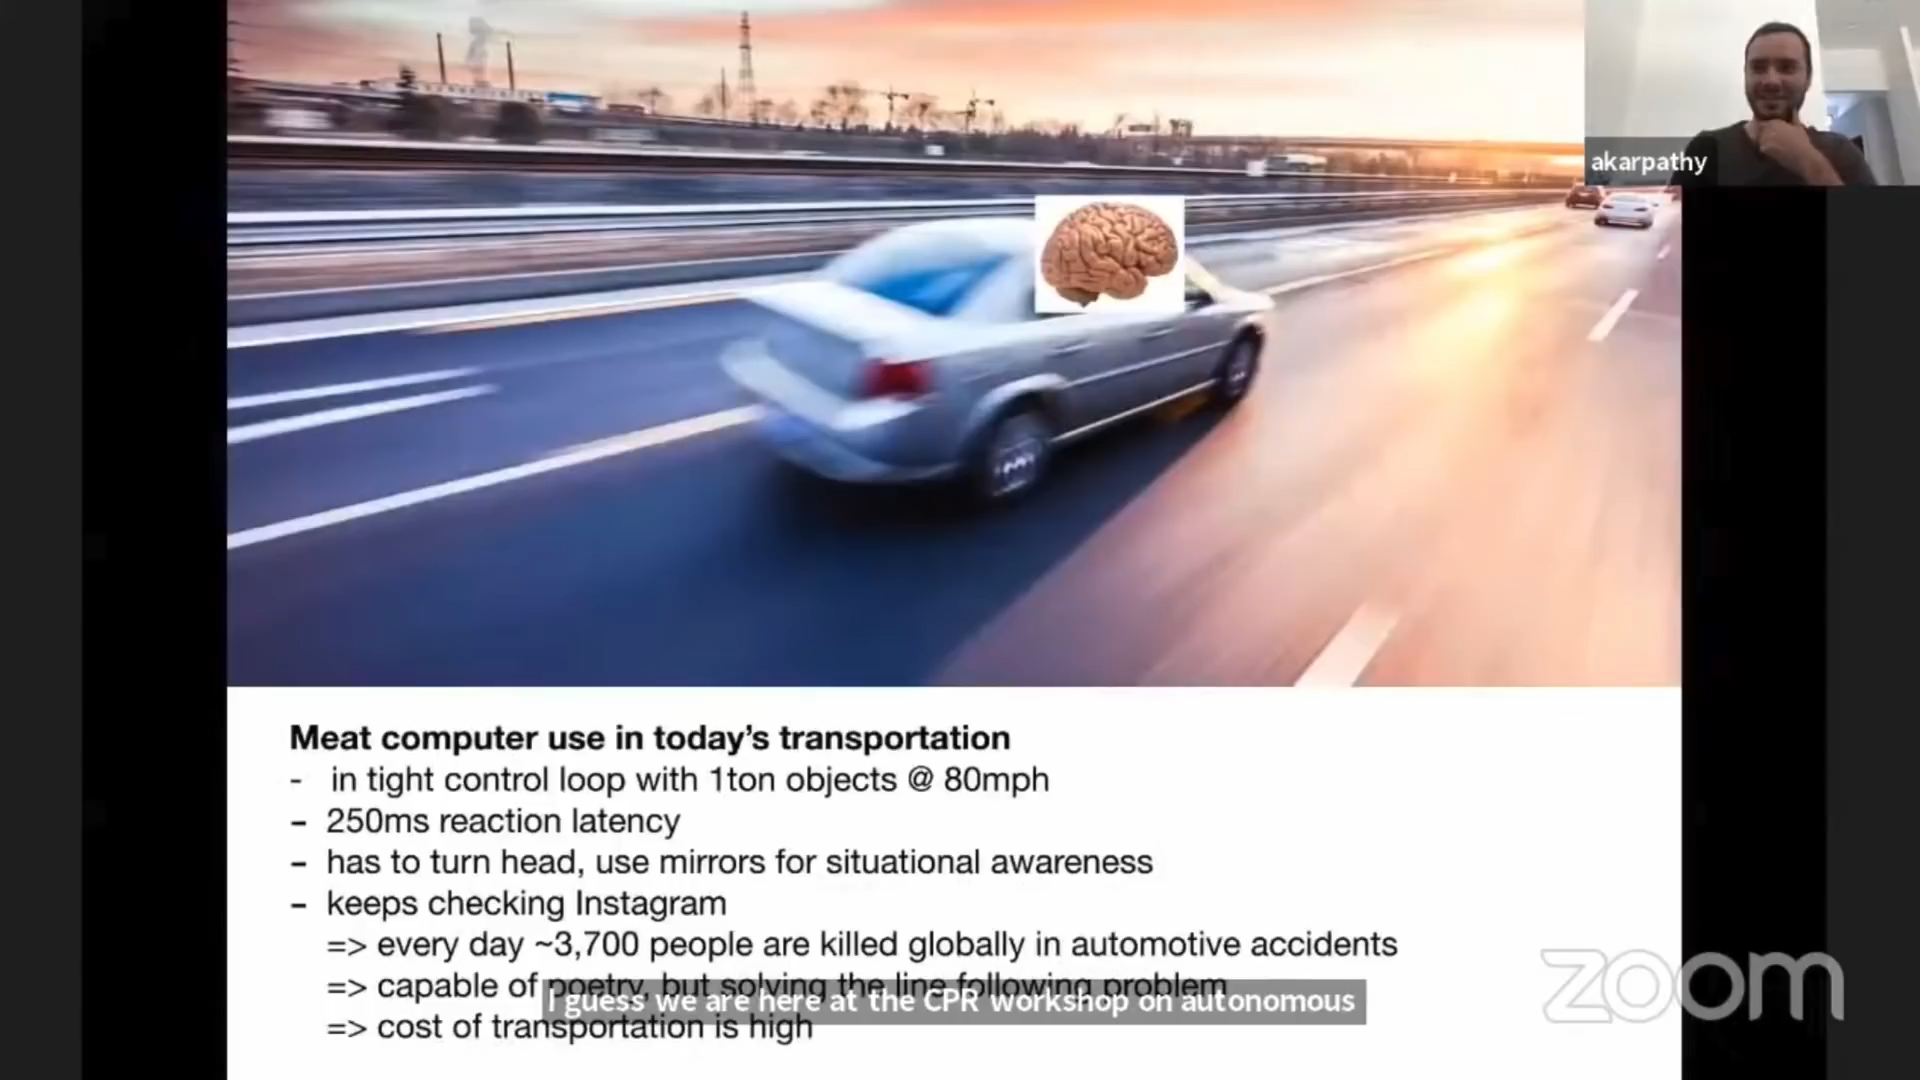 akarpathy
Meat computer use in today's transportation
- in tight control loop with 1ton objects @ 80mph
- 250ms reaction latency
- has to turn head, use mirrors for situational awareness
- keeps checking Instagram
=> every day ~3,700 people are killed globally in automotive accidents
=> capable of poetry, but solving the line following problem
I guess we are here at the CPR workshop on autonomous
=> cost of transportation is high
zoom